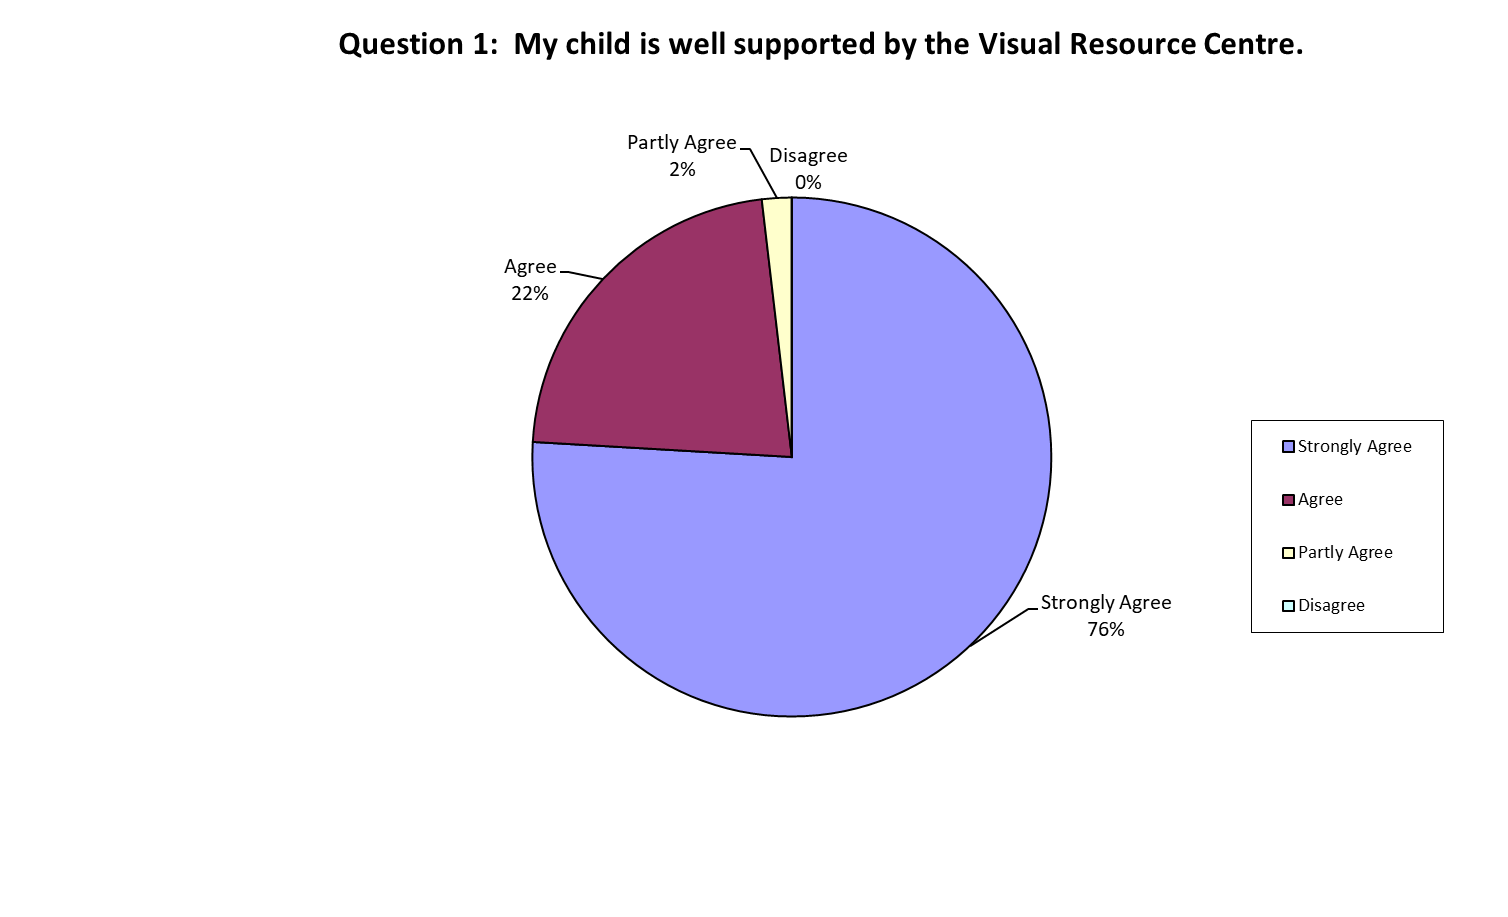 Question 1:  My child is well supported by the Visual Resource Centre.
Partly Agree
2%
Disagree
0%
Agree
22%
Strongly Agree
76%
Strongly Agree
Agree
Partly Agree
Disagree